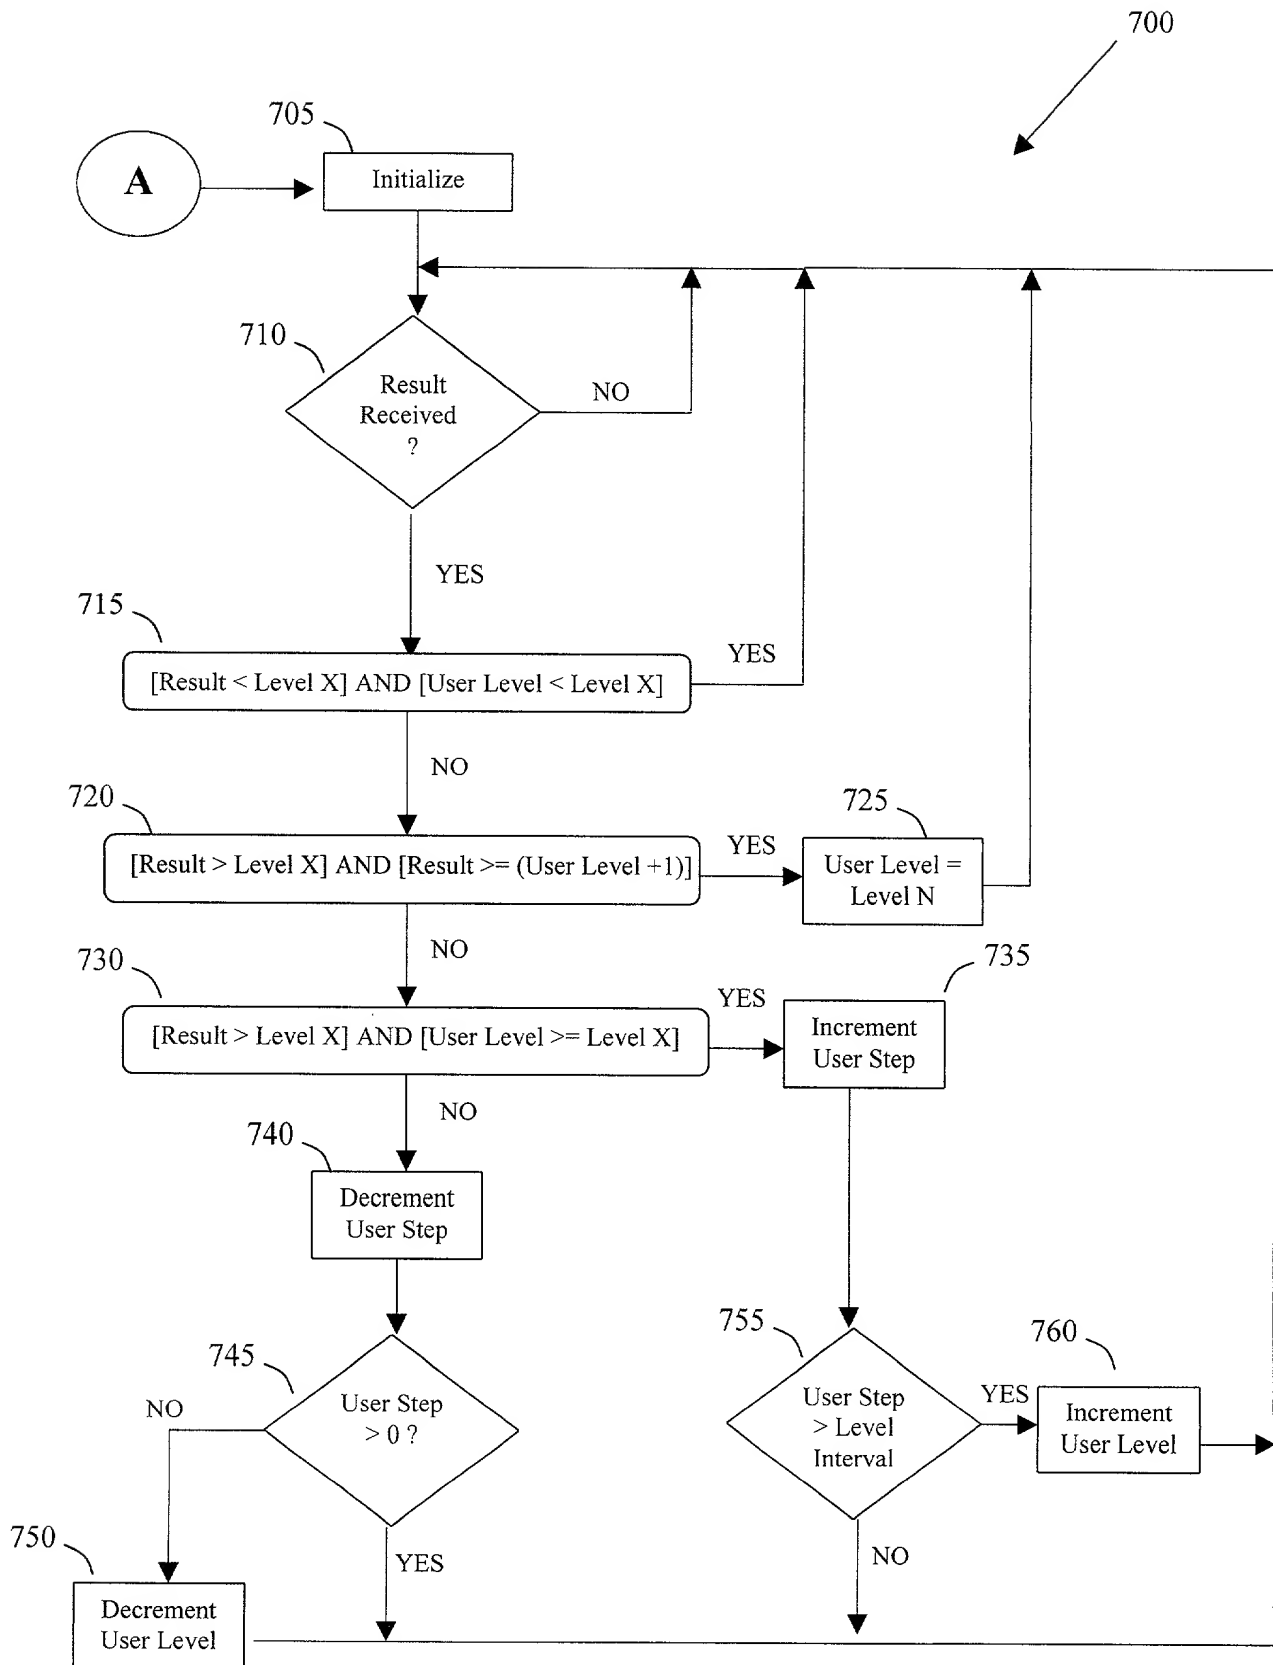 700
705
A
Initialize
710
Result
Received
?
NO
YES
715
[Result < Level X] AND [User Level < Level X]
YES
NO
720
[Result > Level X] AND [Result >= (User Level +1)]
YES
725
User Level =
Level N
NO
730
[Result > Level X] AND [User Level >= Level X]
YES
735
Increment
User Step
NO
740
Decrement
User Step
745
User Step
> 0 ?
NO
YES
750
Decrement
User Level
755
User Step
> Level
Interval
YES
NO
760
Increment
User Level